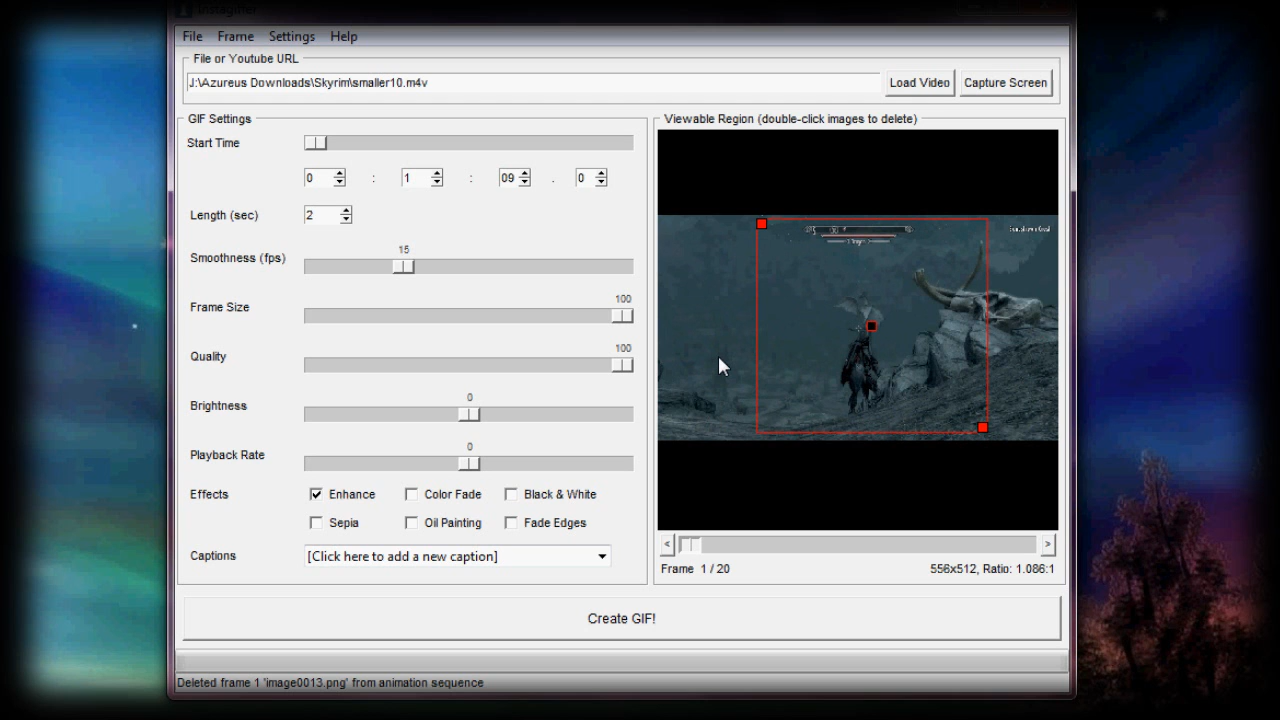 Instagiffer
File Frame Settings Help
File or Youtube URL
J:\Azureus Downloads\Skyrim\smaller10.m4v
Load Video Capture Screen
GIF Settings
Viewable Region (double-click images to delete)
Start Time
0 : 1 : 09 . 0
Length (sec) 2
15
Smoothness (fps)
100
Frame Size
100
Quality
0
Brightness
0
Playback Rate
Effects Enhance Color Fade Black & White
Sepia Oil Painting Fade Edges
Captions [Click here to add a new caption]
< >
Frame 1 / 20 556x512, Ratio: 1.086:1
Create GIF!
Deleted frame 1 'image0013.png' from animation sequence